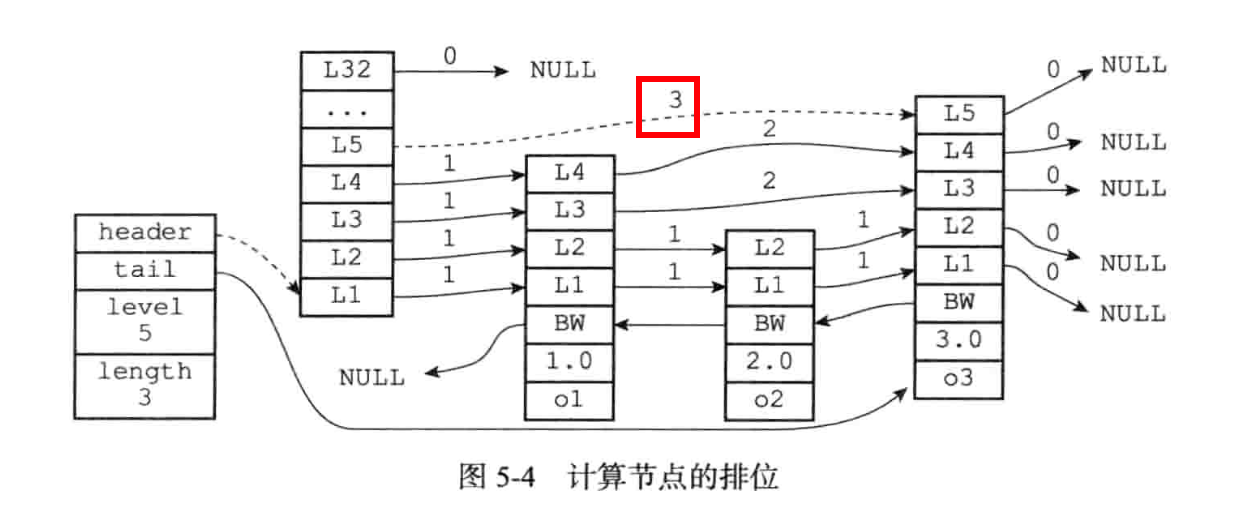 header
tail
level
5
length
3
L32
...
L5
L4
L3
L2
L1
0
NULL
3
1
1
1
1
NULL
L4
L3
L2
L1
BW
1.0
o1
2
2
1
1
L2
L1
BW
2.0
o2
1
1
L5
L4
L3
L2
L1
BW
3.0
o3
0
NULL
0
NULL
0
NULL
0
NULL
0
NULL
图 5-4 计算节点的排位